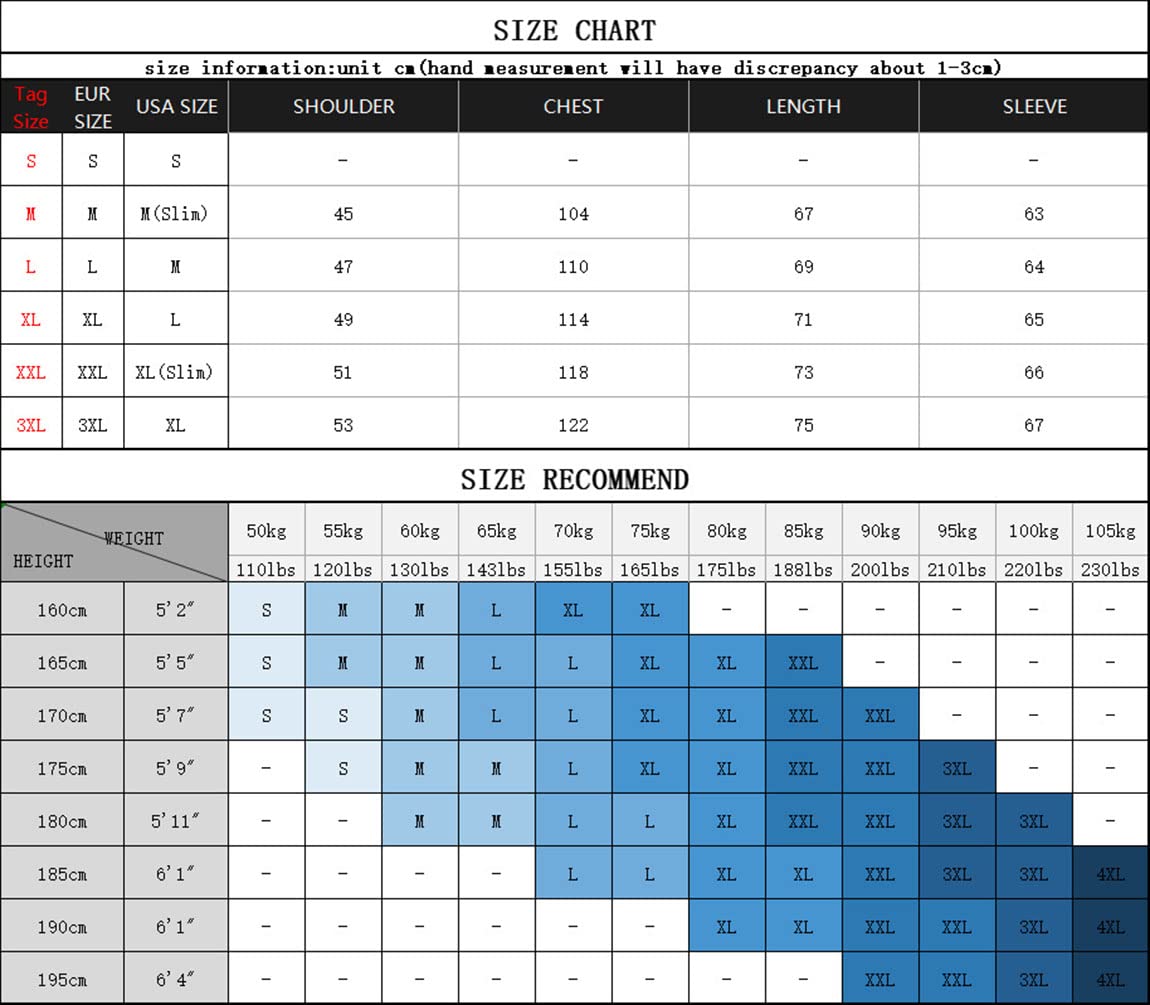 SIZE CHART
size information:unit cm(hand measurement will have discrepancy about 1-3cm)
Tag Size EUR SIZE USA SIZE SHOULDER CHEST LENGTH SLEEVE
S S S - - - -
M M M(Slim) 45 104 67 63
L L M 47 110 69 64
XL XL L 49 114 71 65
XXL XXL XL(Slim) 51 118 73 66
3XL 3XL XL 53 122 75 67
SIZE RECOMMEND
WEIGHT
HEIGHT
50kg 55kg 60kg 65kg 70kg 75kg 80kg 85kg 90kg 95kg 100kg 105kg
110lbs 120lbs 130lbs 143lbs 155lbs 165lbs 175lbs 188lbs 200lbs 210lbs 220lbs 230lbs
160cm 5'2″ S M M L XL XL - - - - - -
165cm 5'5″ S M M L L XL XL XXL - - - -
170cm 5'7″ S S M L L XL XL XXL XXL - - -
175cm 5'9″ - S M M L XL XL XXL XXL 3XL - -
180cm 5'11″ - - M M L L XL XXL XXL 3XL 3XL -
185cm 6'1″ - - - - L L XL XL XXL 3XL 3XL 4XL
190cm 6'1″ - - - - - - XL XL XXL XXL 3XL 4XL
195cm 6'4″ - - - - - - - - XXL XXL 3XL 4XL